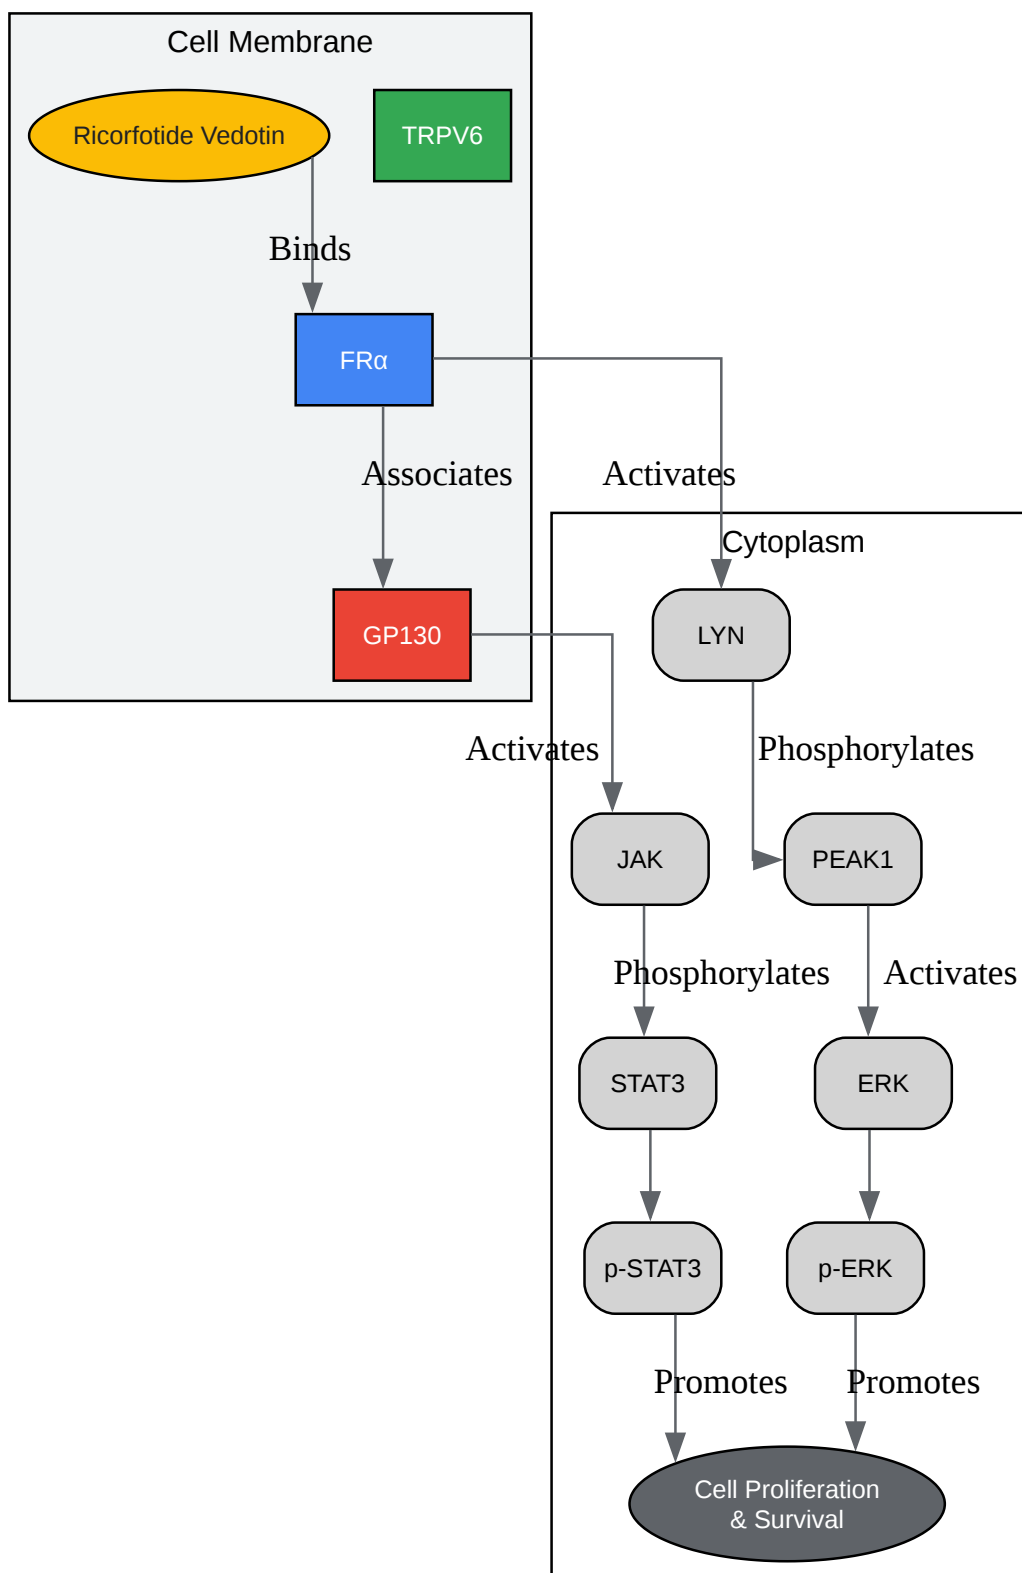 Cell Membrane
Ricorfotide Vedotin
TRPV6
Binds
FRα
Associates
Activates
Cytoplasm
GP130
LYN
Activates
Phosphorylates
JAK
PEAK1
Phosphorylates
Activates
STAT3
ERK
p-STAT3
p-ERK
Promotes
Promotes
Cell Proliferation
& Survival